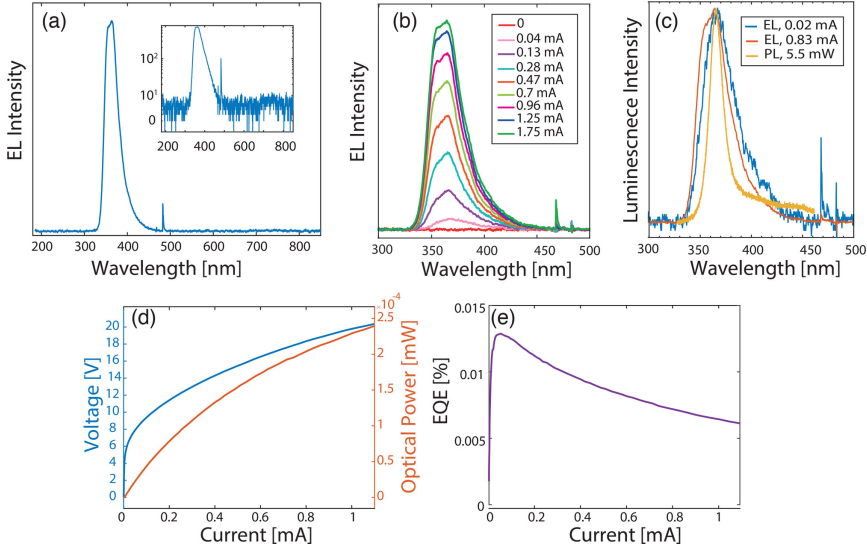 (a)
EL Intensity
10²
10¹
0
200 400 600 800
200 300 400 500 600 700 800
Wavelength [nm]
(b)
EL Intensity
0
0.04 mA
0.13 mA
0.28 mA
0.47 mA
0.7 mA
0.96 mA
1.25 mA
1.75 mA
300 350 400 450 500
Wavelength [nm]
(c)
Luminescnece Intensity
EL, 0.02 mA
EL, 0.83 mA
PL, 5.5 mW
300 350 400 450 500
Wavelength [nm]
(d)
Voltage [V]
20
18
16
14
12
10
8
6
4
2
0
×10⁻⁴
2.5
2
1.5
1
0.5
0
Optical Power [mW]
0 0.2 0.4 0.6 0.8 1
Current [mA]
(e)
EQE [%]
0.015
0.010
0.005
0
0 0.2 0.4 0.6 0.8 1
Current [mA]